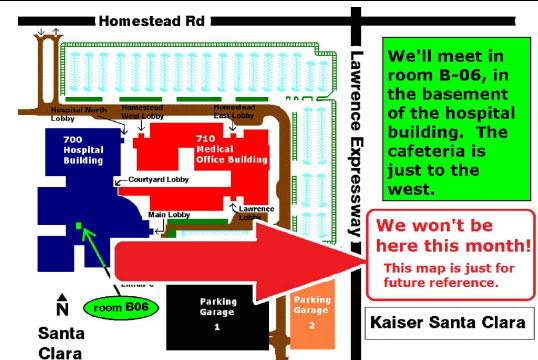 Homestead Rd
Lawrence Expressway
We'll meet in
room B-06, in
the basement
of the hospital
building. The
cafeteria is
just to the
west.
Hospital North
Lobby
Homestead
West Lobby
Homestead
East Lobby
700
Hospital
Building
710
Medical
Office Building
Courtyard Lobby
Main Lobby
Lawrence
Lobby
We won't be
here this month!
This map is just for
future reference.
room B06
N
Santa
Clara
Parking
Garage
1
Parking
Garage
2
Kaiser Santa Clara